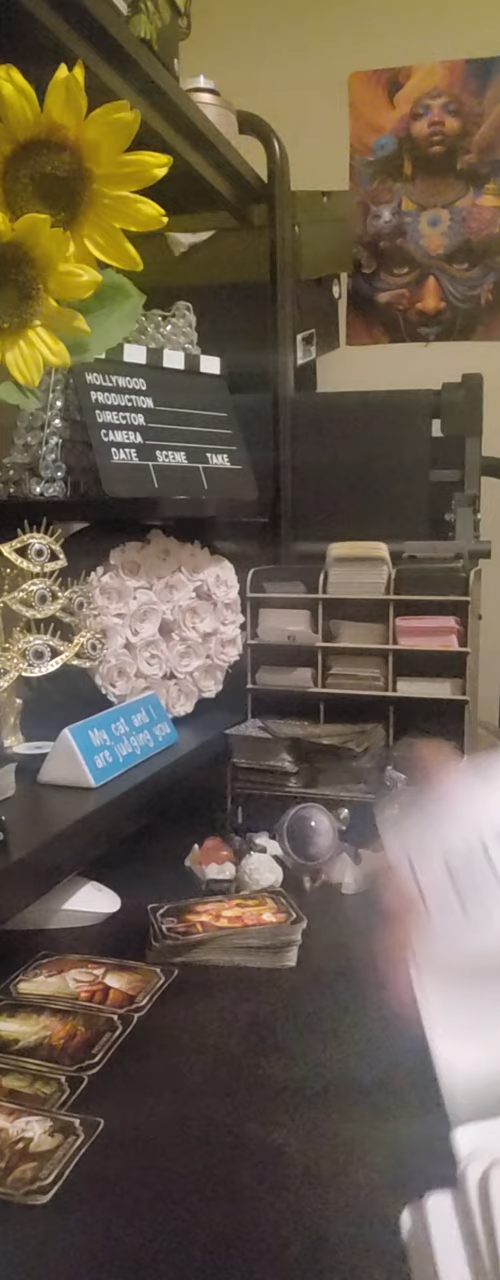 HOLLYWOOD
PRODUCTION
DIRECTOR
CAMERA
DATE SCENE TAKE
My cat and I
are judging you